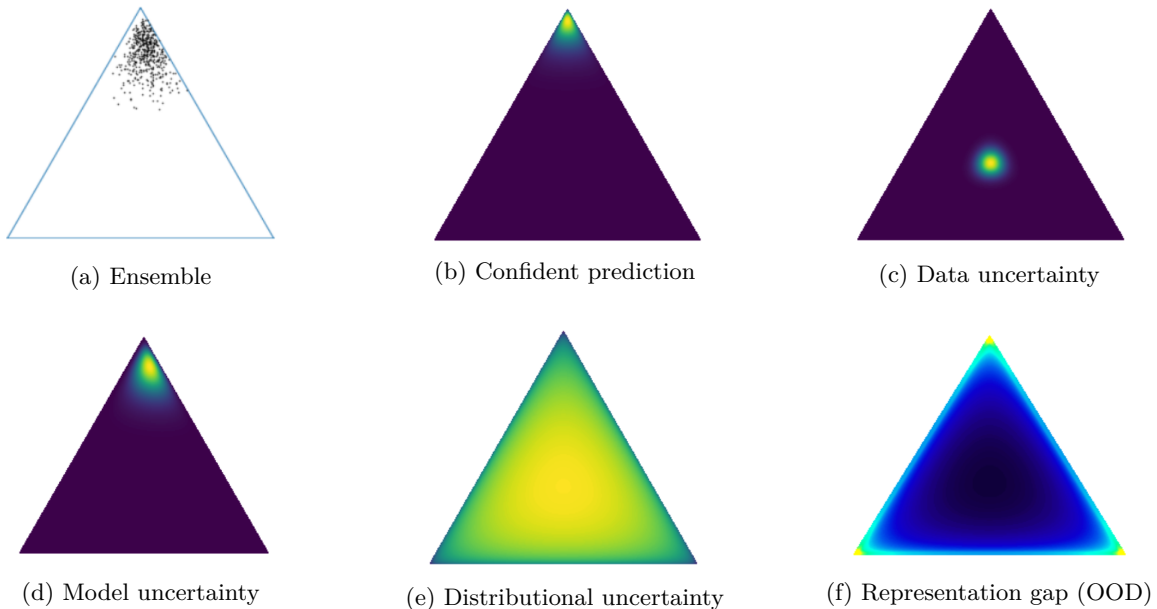 (a) Ensemble
(b) Confident prediction
(c) Data uncertainty
(d) Model uncertainty
(e) Distributional uncertainty
(f) Representation gap (OOD)